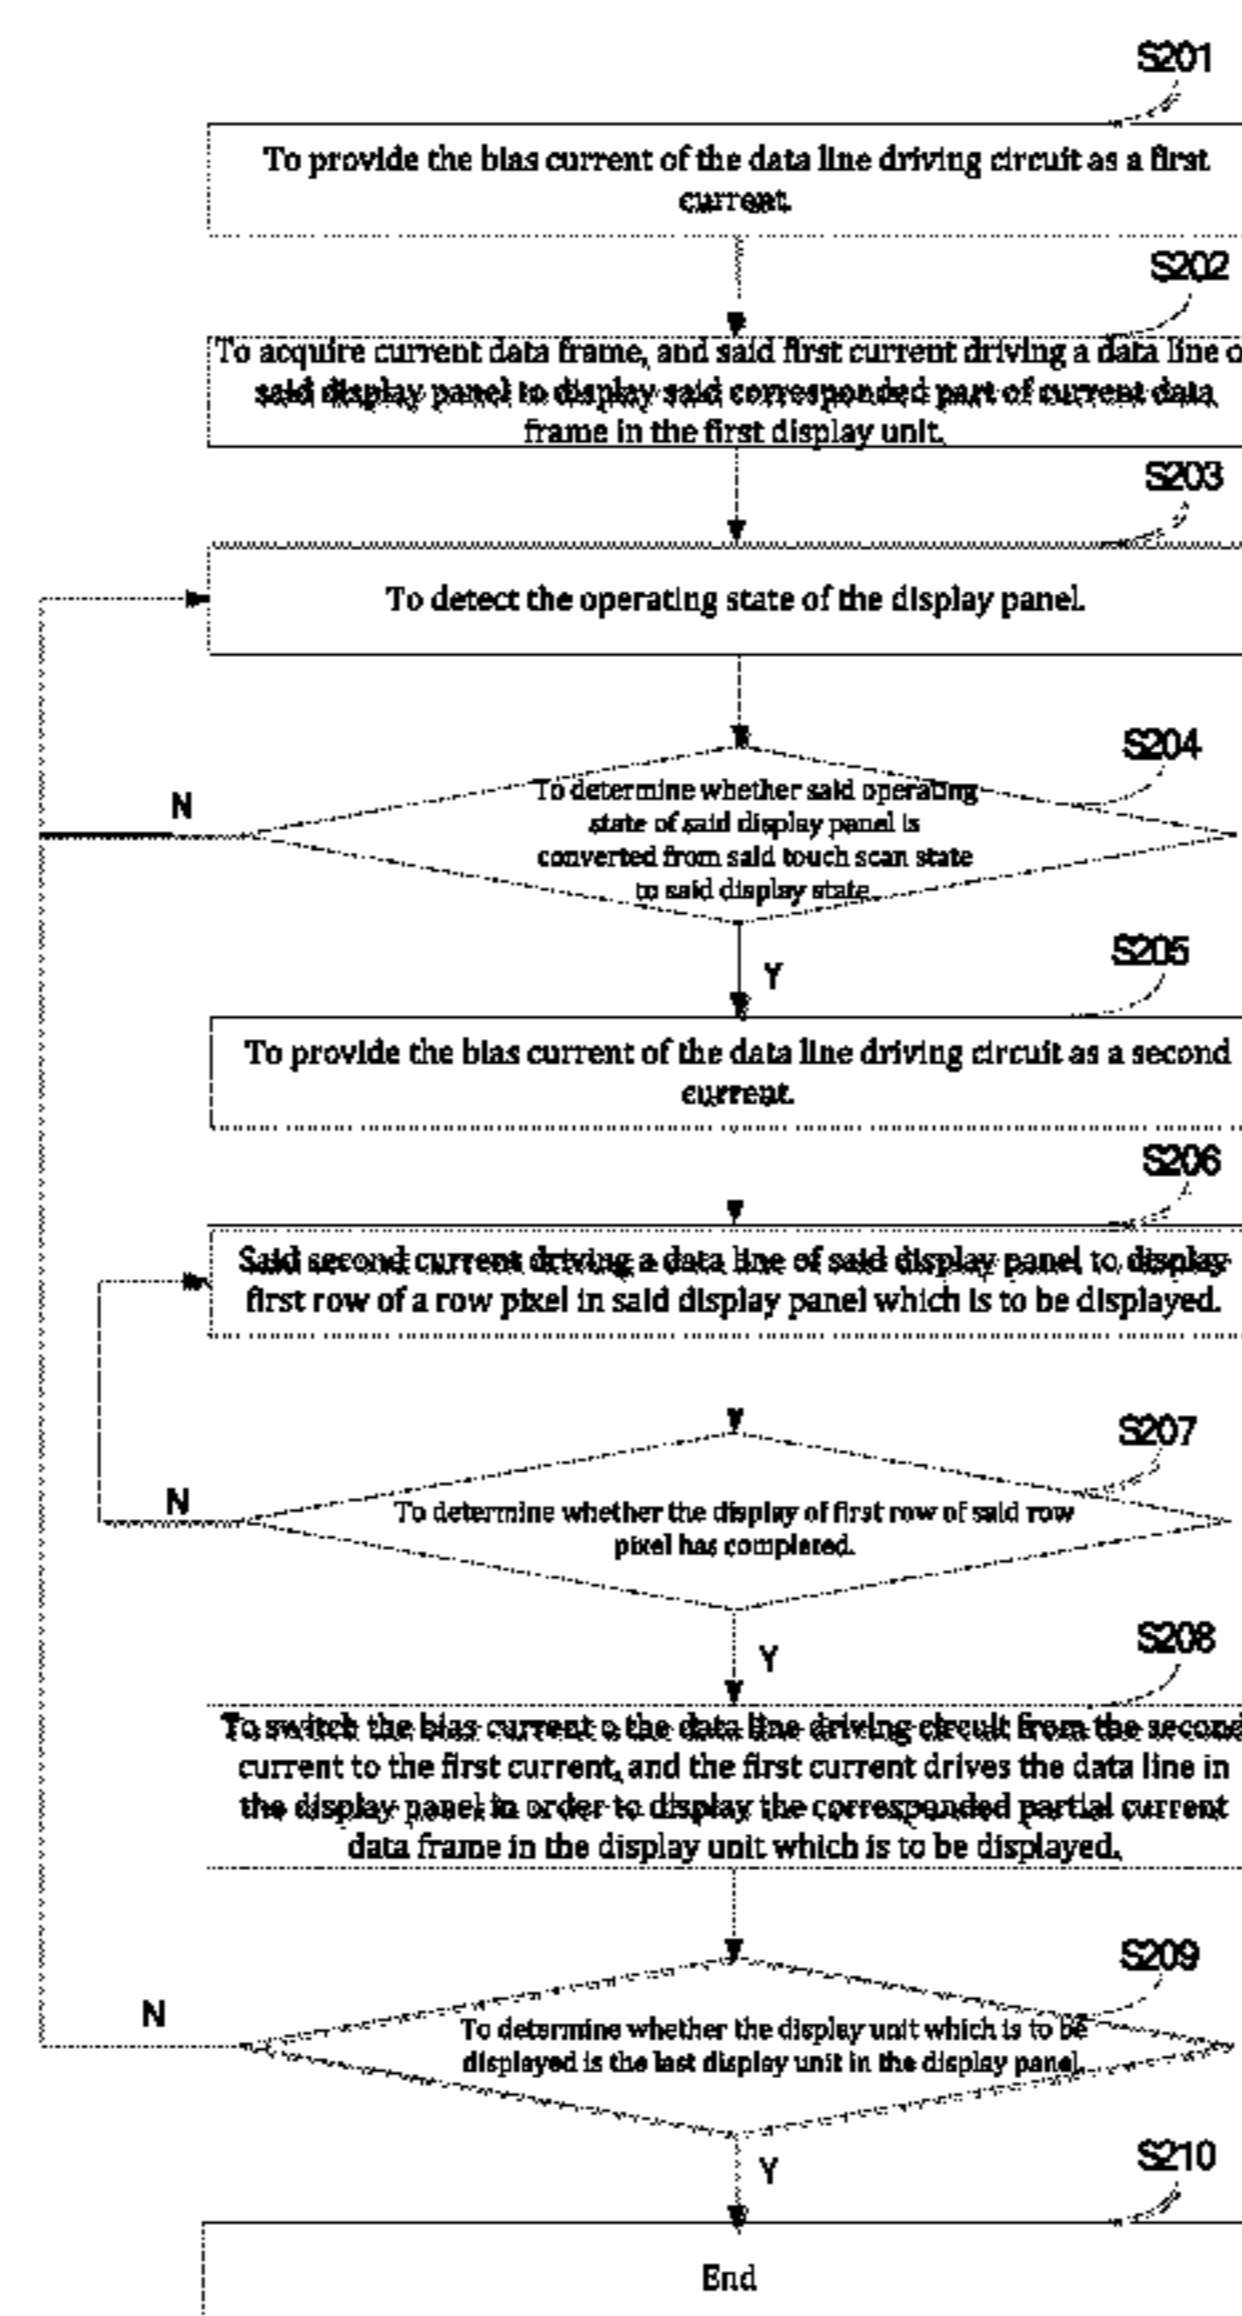 S201
To provide the bias current of the data line driving circuit as a first
current.
S202
To acquire current data frame, and said first current driving a data line o
said display panel to display said corresponded part of current data
frame in the first display unit.
S203
To detect the operating state of the display panel.
S204
N
To determine whether said operating
state of said display panel is
converted from said touch scan state
to said display state
S205
Y
To provide the bias current of the data line driving circuit as a second
current.
S206
Said second current driving a data line of said display panel to display
first row of a row pixel in said display panel which is to be displayed.
S207
N
To determine whether the display of first row of said row
pixel has completed.
S208
Y
To switch the bias current o the data line driving circuit from the second
current to the first current, and the first current drives the data line in
the display panel, in order to display the corresponded partial current
data frame in the display unit which is to be displayed.
S209
N
To determine whether the display unit which is to be
displayed is the last display unit in the display panel.
S210
Y
End